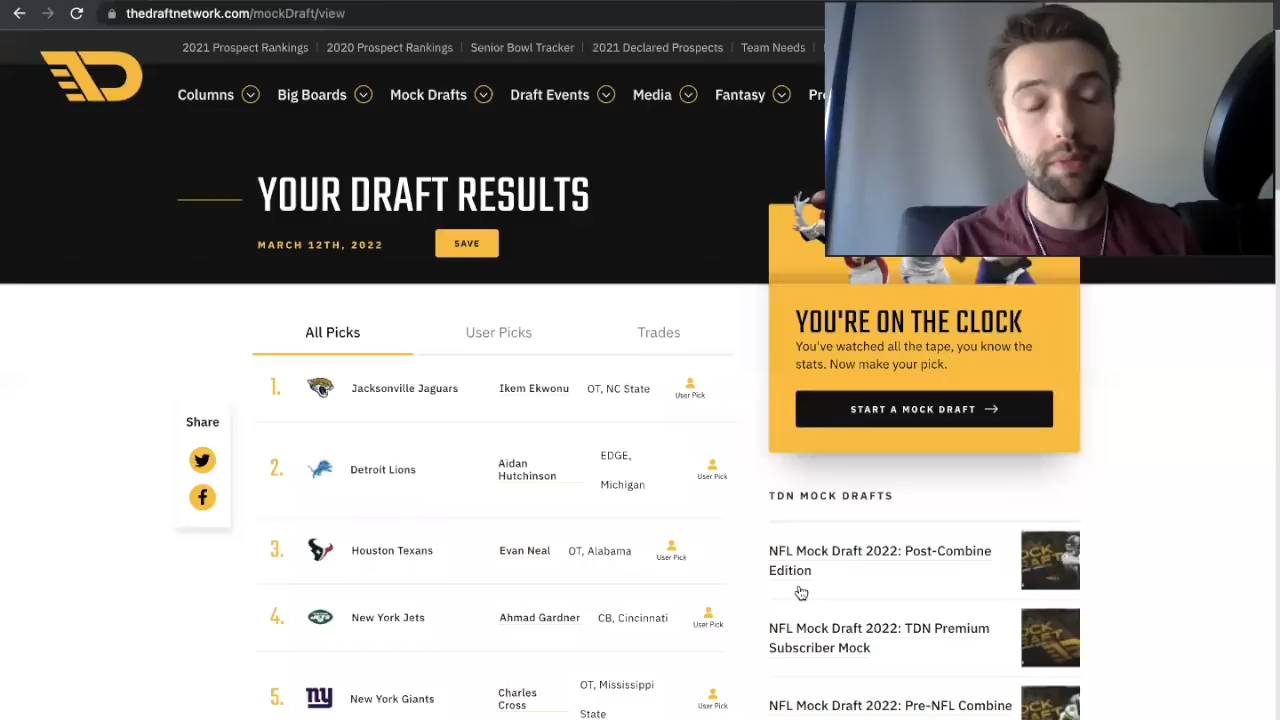 thedraftnetwork.com/mockDraft/view
2021 Prospect Rankings | 2020 Prospect Rankings | Senior Bowl Tracker | 2021 Declared Prospects | Team Needs |
Columns Big Boards Mock Drafts Draft Events Media Fantasy
YOUR DRAFT RESULTS
MARCH 12TH, 2022 SAVE
YOU'RE ON THE CLOCK
You've watched all the tape, you know the
stats. Now make your pick.
START A MOCK DRAFT
All Picks User Picks Trades
1. Jacksonville Jaguars Ikem Ekwonu OT, NC State User Pick
Share
2. Detroit Lions Aidan Hutchinson EDGE, Michigan User Pick
3. Houston Texans Evan Neal OT, Alabama User Pick
4. New York Jets Ahmad Gardner CB, Cincinnati User Pick
5. ny New York Giants Charles Cross OT, Mississippi State User Pick
TDN MOCK DRAFTS
NFL Mock Draft 2022: Post-Combine
Edition
NFL Mock Draft 2022: TDN Premium
Subscriber Mock
NFL Mock Draft 2022: Pre-NFL Combine